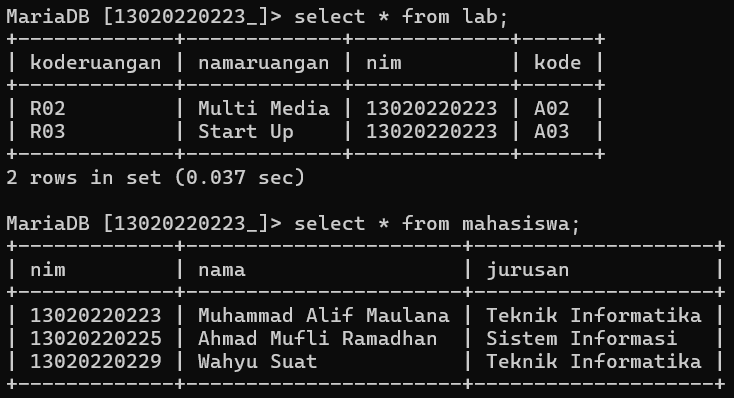 MariaDB [13020220223_]> select * from lab;
+-------------+-------------+-------------+------+
| koderuangan | namaruangan | nim         | kode |
+-------------+-------------+-------------+------+
| R02         | Multi Media | 13020220223 | A02  |
| R03         | Start Up    | 13020220223 | A03  |
+-------------+-------------+-------------+------+
2 rows in set (0.037 sec)

MariaDB [13020220223_]> select * from mahasiswa;
+-------------+-----------------------+--------------------+
| nim         | nama                  | jurusan            |
+-------------+-----------------------+--------------------+
| 13020220223 | Muhammad Alif Maulana | Teknik Informatika |
| 13020220225 | Ahmad Mufli Ramadhan  | Sistem Informasi   |
| 13020220229 | Wahyu Suat            | Teknik Informatika |
+-------------+-----------------------+--------------------+